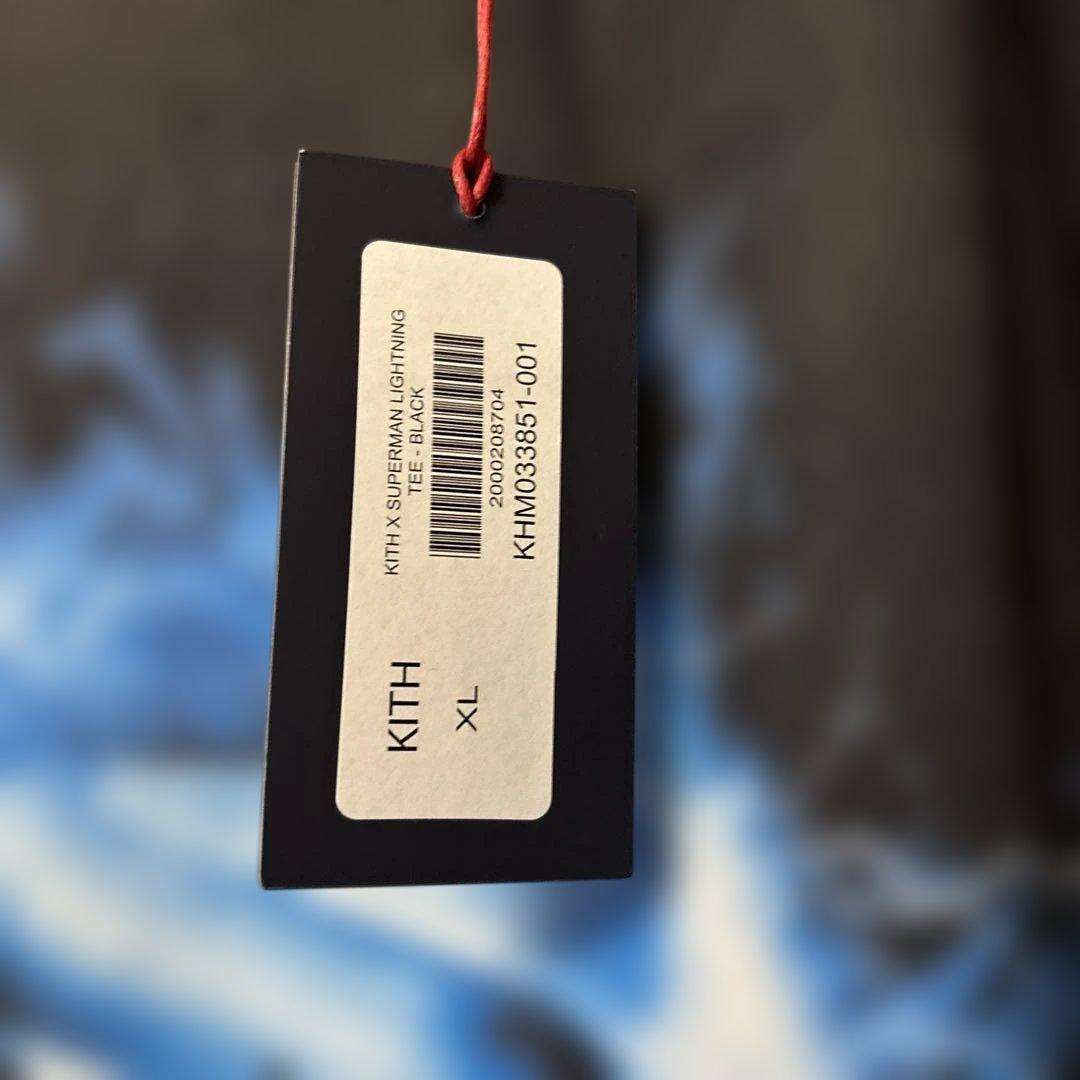 KITH X SUPERMAN LIGHTNING
TEE - BLACK
2000208704
KHM033851-001
KITH
XL